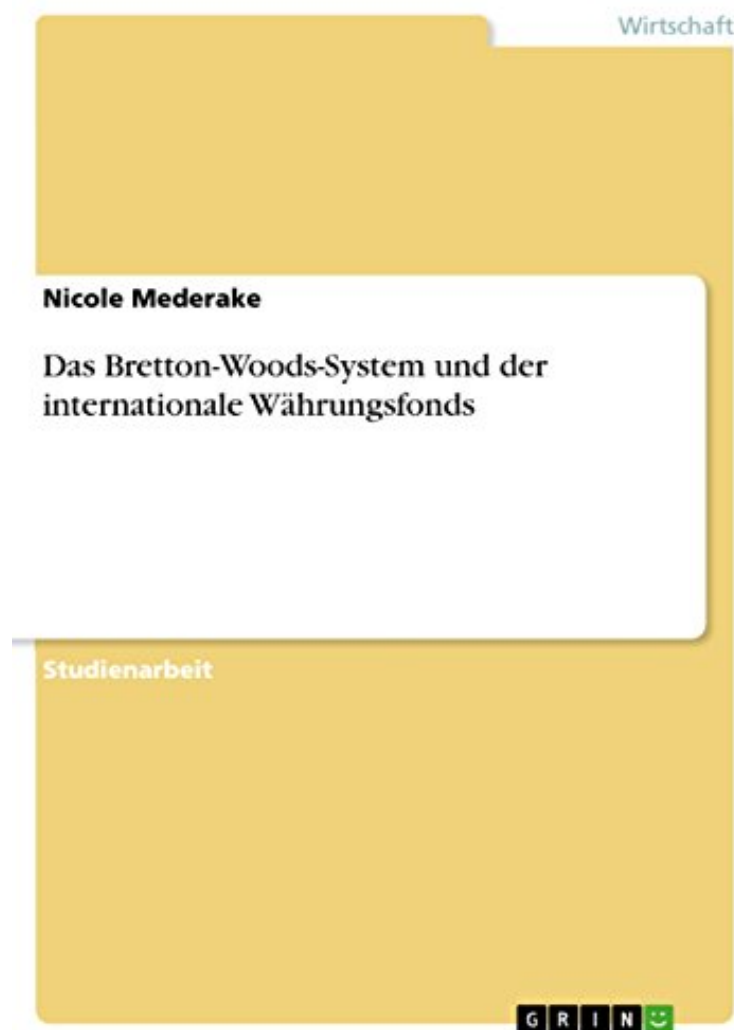 Wirtschaft
Nicole Mederake
Das Bretton-Woods-System und der
internationale Währungsfonds
Studienarbeit
GRIN